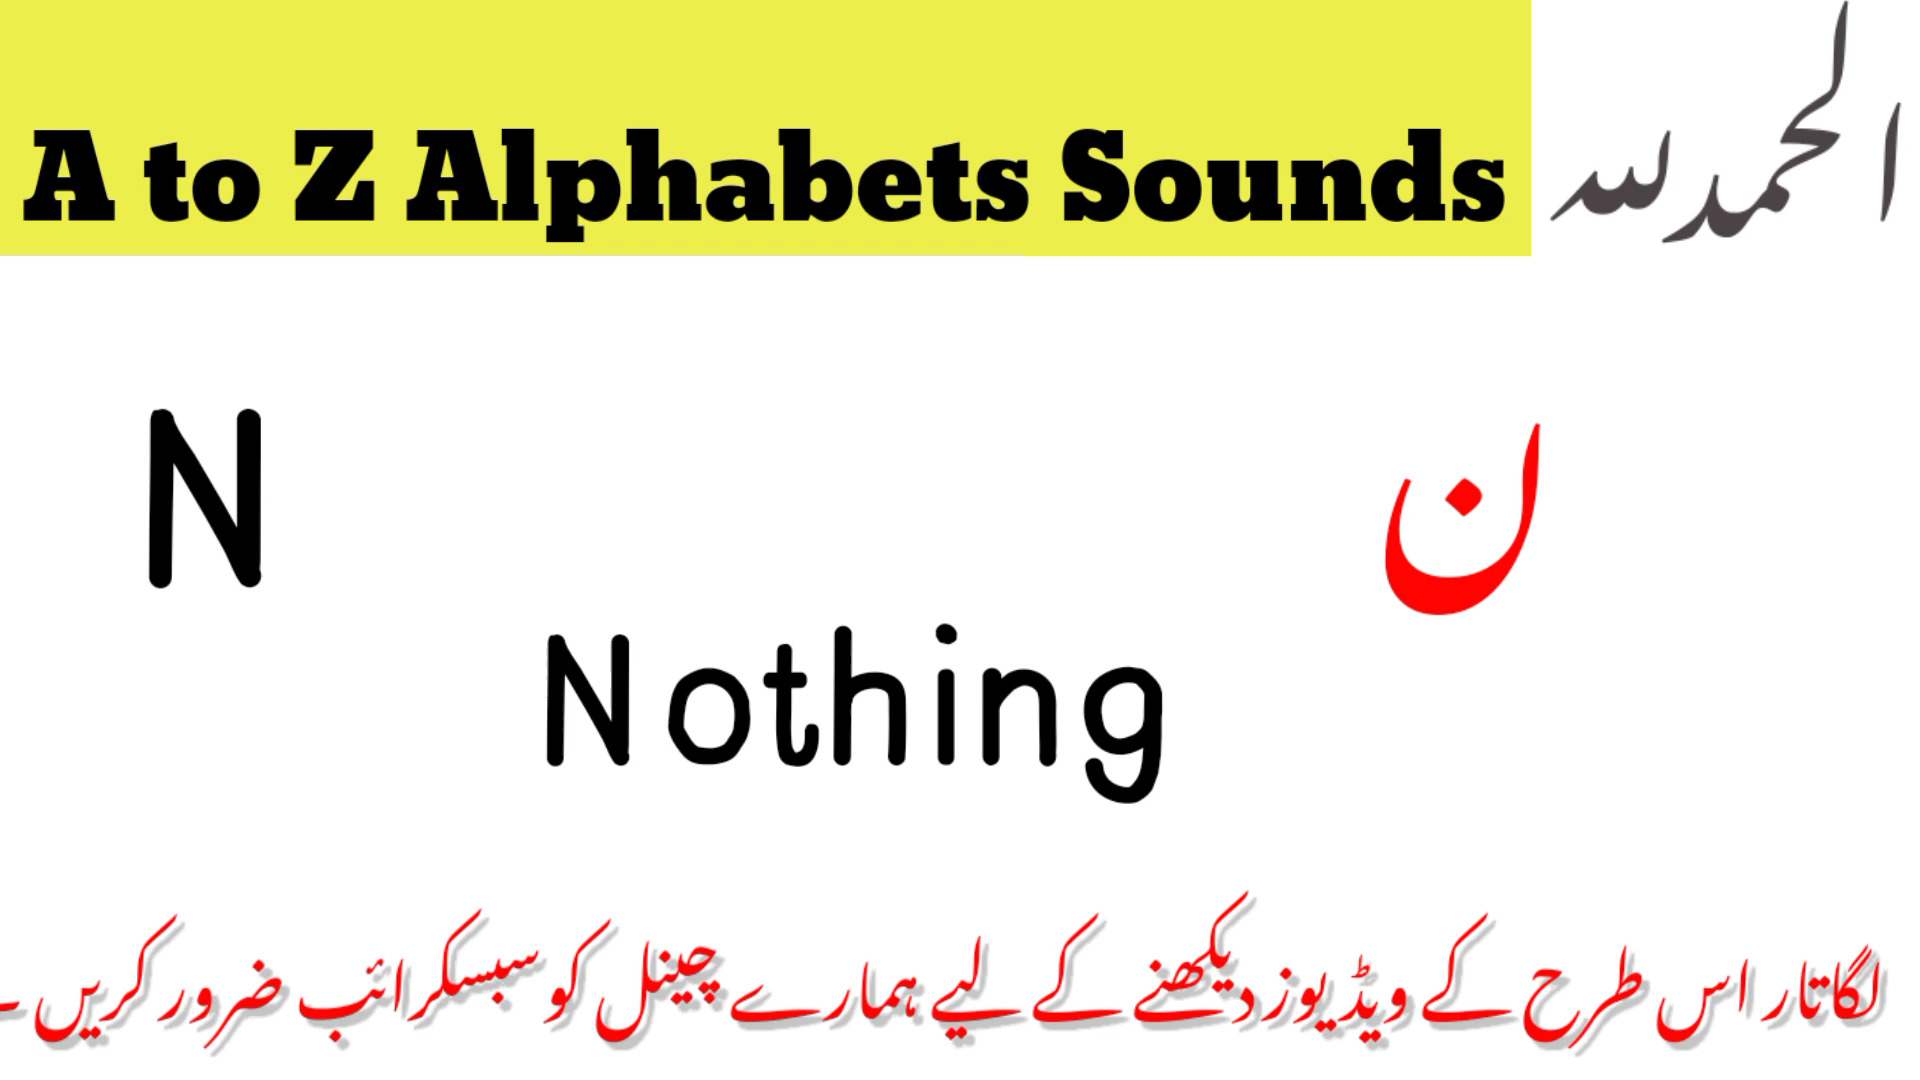 A to Z Alphabets Sounds
الحمدللہ
N
ن
Nothing
لگاتار اس طرح کے ویڈیوز دیکھنے کے لیے ہمارے چینل کو سبسکرائب ضرور کریں۔